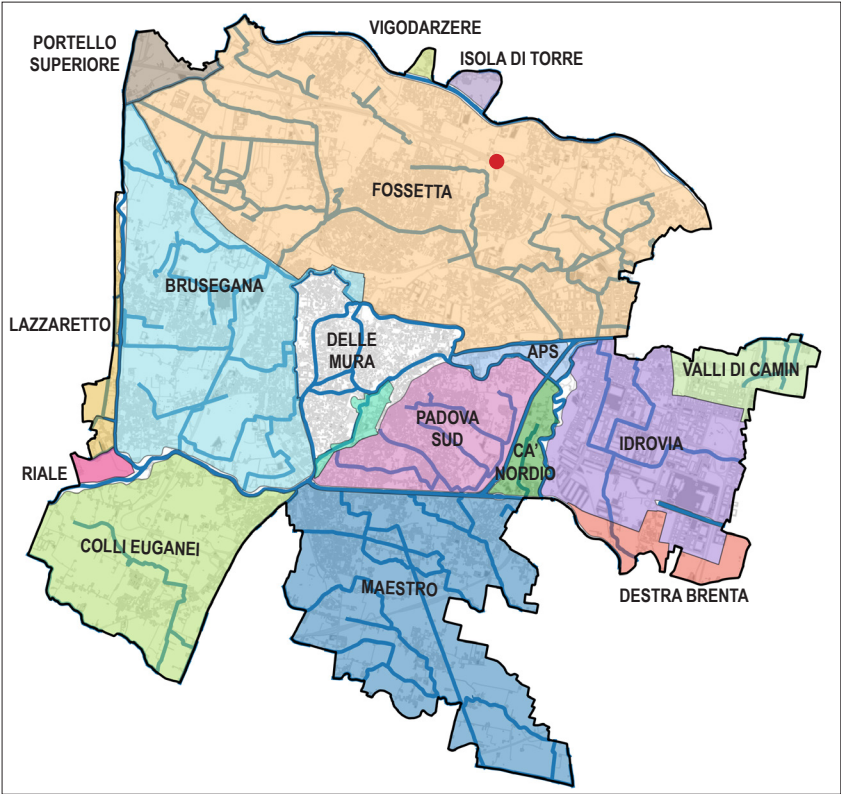 VIGODARZERE
PORTELLO
SUPERIORE
ISOLA DI TORRE
FOSSETTA
BRUSEGANA
LAZZARETTO
DELLE
MURA
APS
VALLI DI CAMIN
PADOVA
SUD
IDROVIA
CA'
NORDIO
RIALE
COLLI EUGANEI
MAESTRO
DESTRA BRENTA